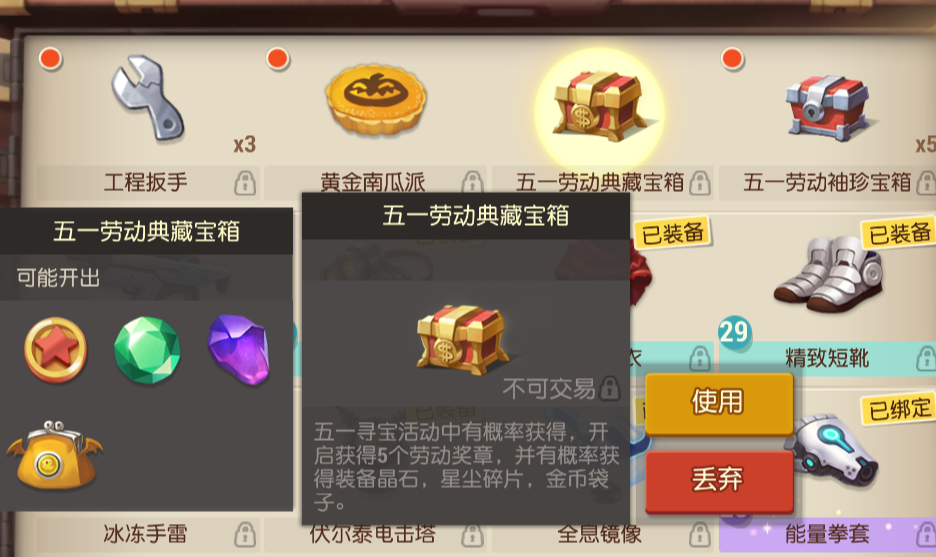 x3
x5
工程扳手
黄金南瓜派
五一劳动典藏宝箱
五一劳动袖珍宝箱
五一劳动典藏宝箱
可能开出
五一劳动典藏宝箱
不可交易
五一寻宝活动中有概率获得，开
启获得5个劳动奖章，并有概率获
得装备晶石，星尘碎片，金币袋
子。
已装备
已装备
29
衣
精致短靴
使用
丢弃
已绑定
冰冻手雷
伏尔泰电击塔
全息镜像
能量拳套